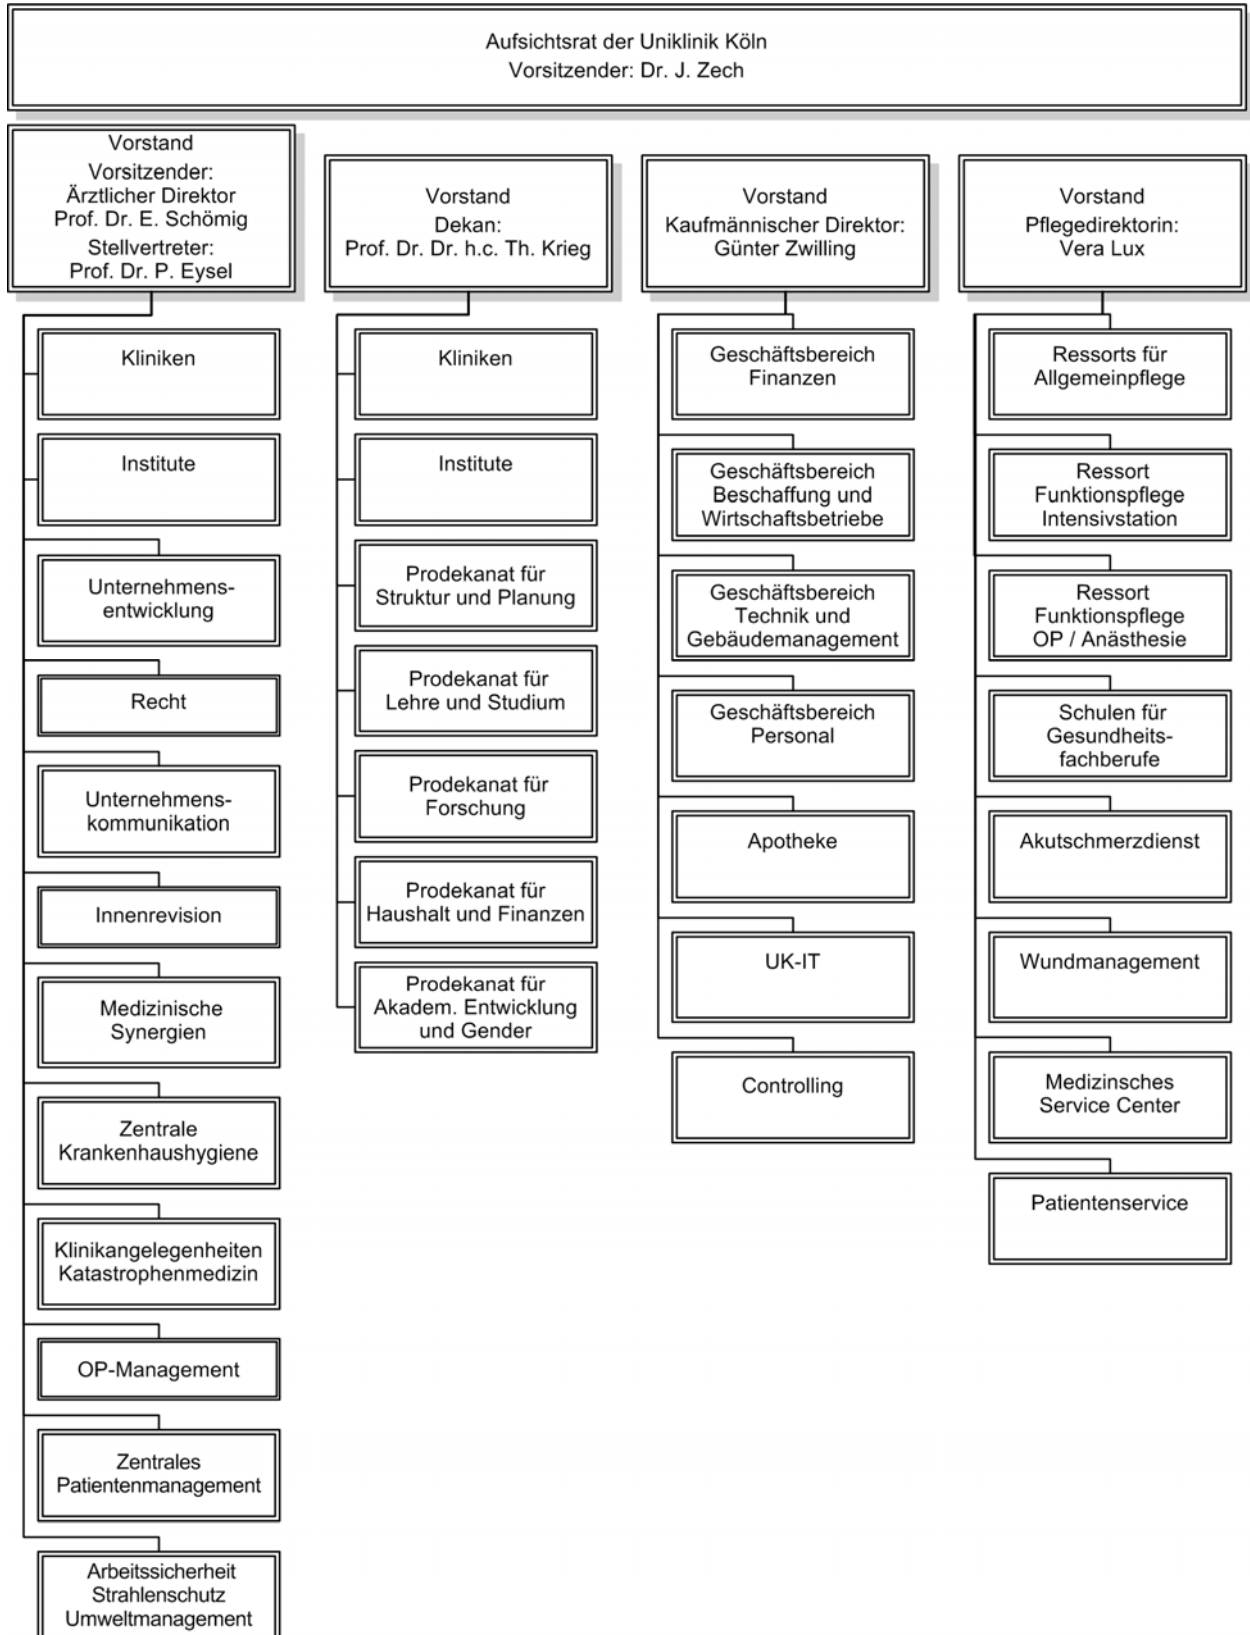 Aufsichtsrat der Uniklinik Köln
Vorsitzender: Dr. J. Zech
Vorstand
Vorsitzender:
Ärztlicher Direktor
Prof. Dr. E. Schömig
Stellvertreter:
Prof. Dr. P. Eysel
Kliniken
Institute
Unternehmens-
entwicklung
Recht
Unternehmens-
kommunikation
Innenrevision
Medizinische
Synergien
Zentrale
Krankenhaushygiene
Klinikangelegenheiten
Katastrophenmedizin
OP-Management
Zentrales
Patientenmanagement
Arbeitssicherheit
Strahlenschutz
Umweltmanagement
Vorstand
Dekan:
Prof. Dr. Dr. h.c. Th. Krieg
Kliniken
Institute
Prodekanat für
Struktur und Planung
Prodekanat für
Lehre und Studium
Prodekanat für
Forschung
Prodekanat für
Haushalt und Finanzen
Prodekanat für
Akadem. Entwicklung
und Gender
Vorstand
Kaufmännischer Direktor:
Günter Zwilling
Geschäftsbereich
Finanzen
Geschäftsbereich
Beschaffung und
Wirtschaftsbetriebe
Geschäftsbereich
Technik und
Gebäudemanagement
Geschäftsbereich
Personal
Apotheke
UK-IT
Controlling
Vorstand
Pflegedirektorin:
Vera Lux
Ressorts für
Allgemeinpflege
Ressort
Funktionspflege
Intensivstation
Ressort
Funktionspflege
OP / Anästhesie
Schulen für
Gesundheits-
fachberufe
Akutschmerzdienst
Wundmanagement
Medizinsches
Service Center
Patientenservice